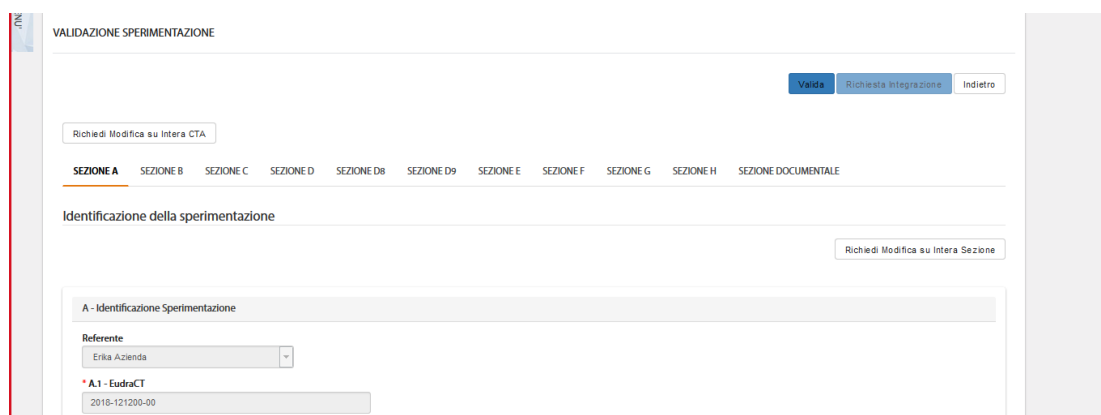 NU'
VALIDAZIONE SPERIMENTAZIONE
Valida Richiesta Integrazione Indietro
Richiedi Modifica su Intera CTA
SEZIONE A SEZIONE B SEZIONE C SEZIONE D SEZIONE D8 SEZIONE D9 SEZIONE E SEZIONE F SEZIONE G SEZIONE H SEZIONE DOCUMENTALE
Identificazione della sperimentazione
Richiedi Modifica su Intera Sezione
A - Identificazione Sperimentazione
Referente
Erika Azienda
* A.1 - EudraCT
2018-121200-00